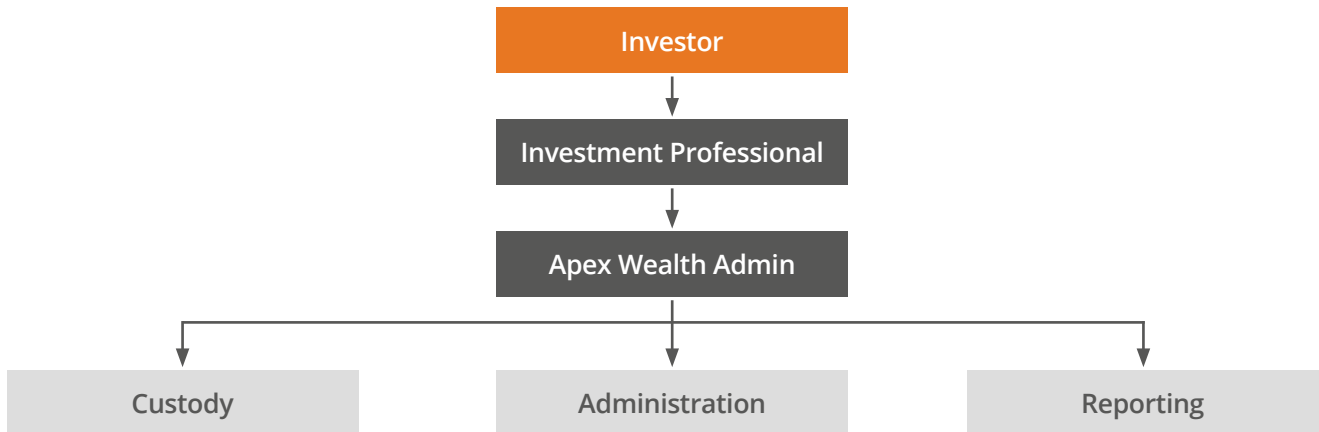 Investor
Investment Professional
Apex Wealth Admin
Custody
Administration
Reporting